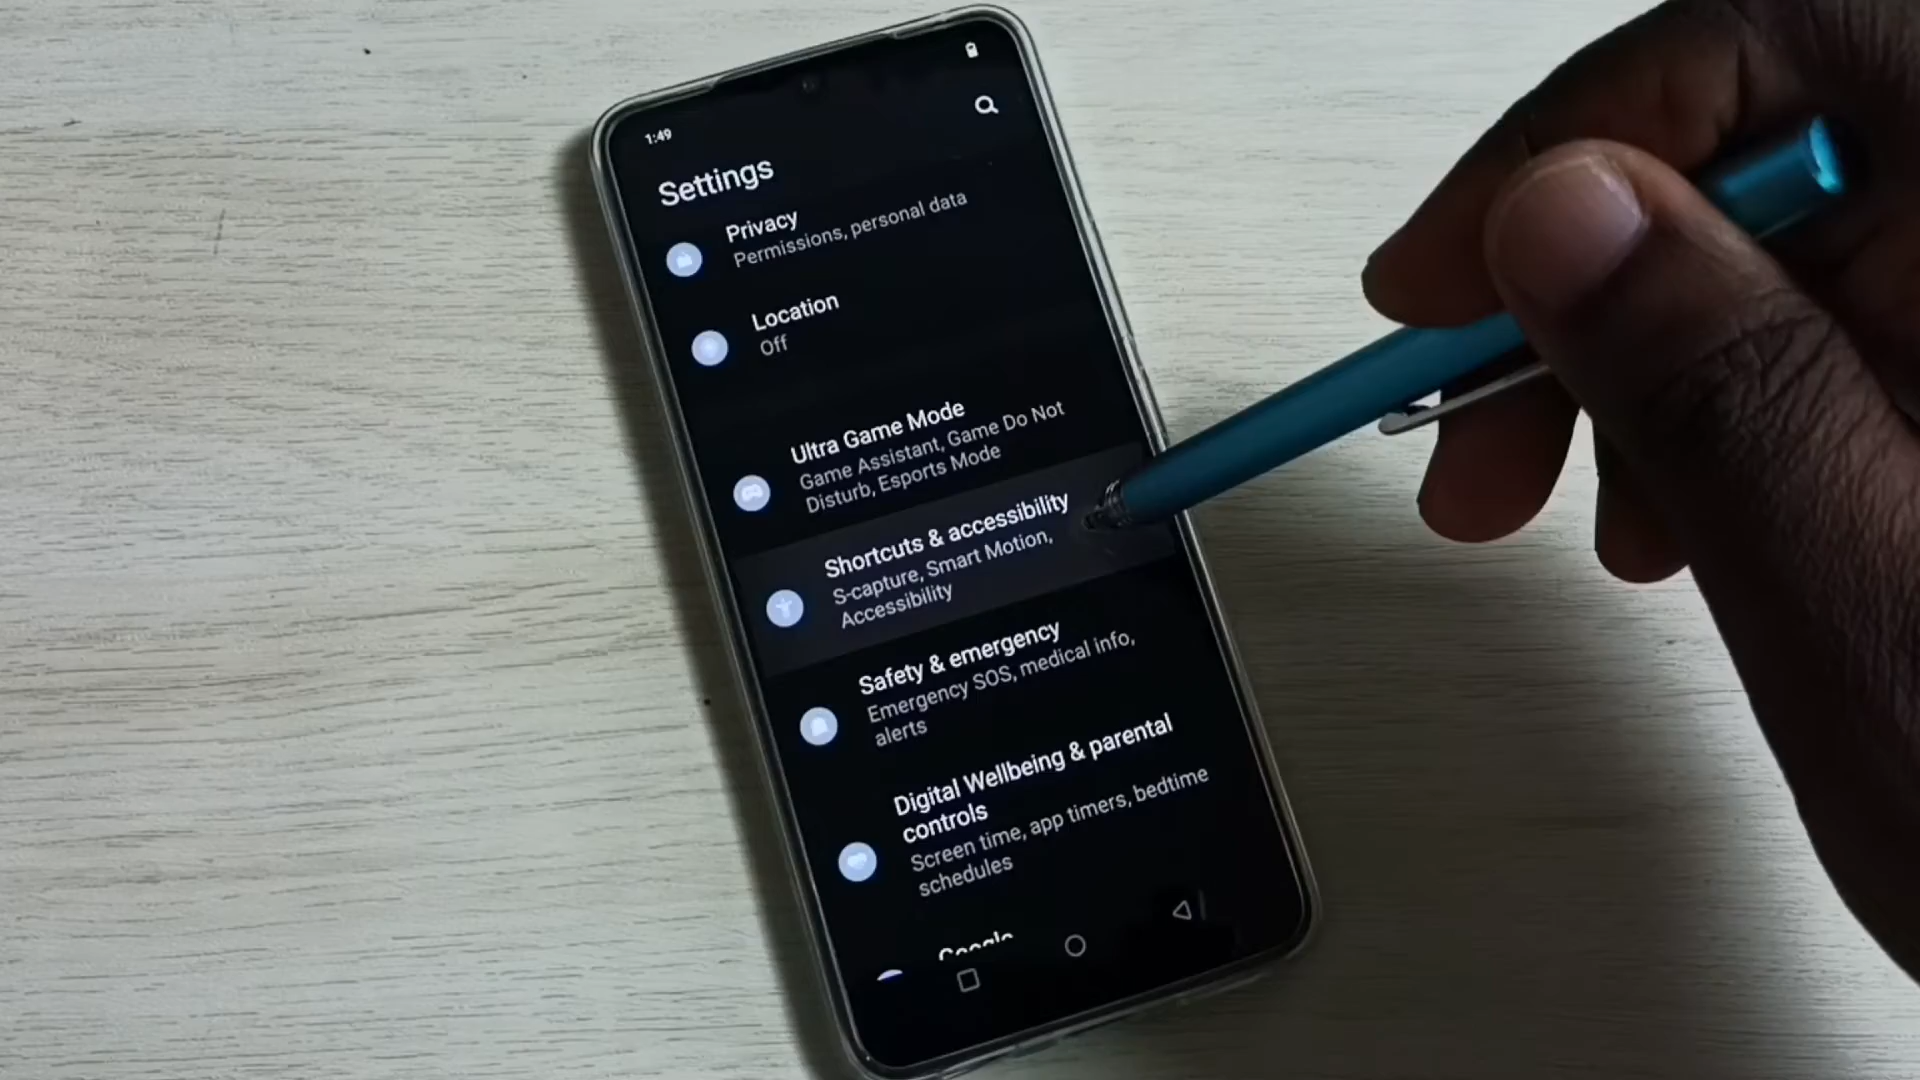 1:49
Settings
Privacy
Permissions, personal data
Location
Off
Ultra Game Mode
Game Assistant, Game Do Not
Disturb, Esports Mode
Shortcuts & accessibility
S-capture, Smart Motion,
Accessibility
Safety & emergency
Emergency SOS, medical info,
alerts
Digital Wellbeing & parental
controls
Screen time, app timers, bedtime
schedules
Google